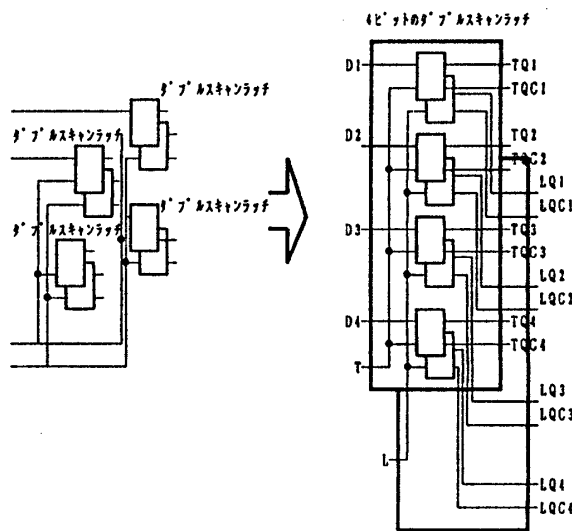 4ビットのダブルスキャンラッチ
ダブルスキャンラッチ
ダブルスキャンラッチ
ダブルスキャンラッチ
ダブルスキャンラッチ
D1
TQ1
TQC1
D2
TQ2
TQC2
LQ1
LQC1
D3
TQ3
TQC3
LQ2
LQC2
D4
TQ4
TQC4
T
LQ3
LQC3
L
LQ4
LQC4